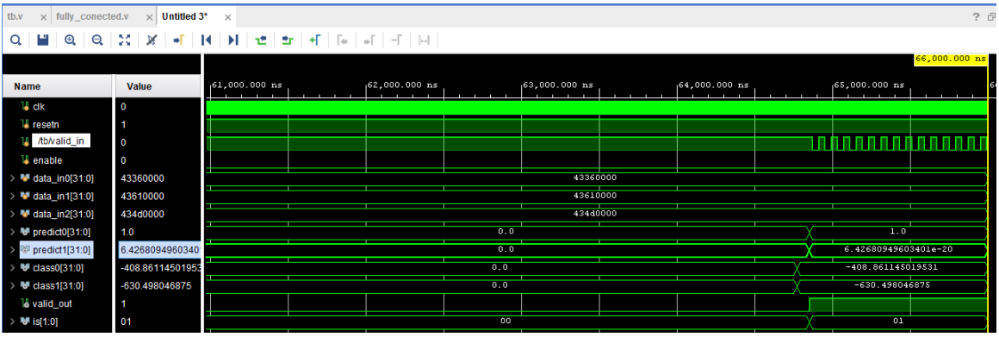 tb.v × fully_conected.v × Untitled 3* × ?
66,000.000 ns
Name Value 61,000.000 ns 62,000.000 ns 63,000.000 ns 64,000.000 ns 65,000.000 ns
clk 0
resetn 1
/tb/valid_in 0
enable 0
data_in0[31:0] 43360000 43360000
data_in1[31:0] 43610000 43610000
data_in2[31:0] 434d0000 434d0000
predict0[31:0] 1.0 0.0 1.0
predict1[31:0] 6.42680949603401 0.0 6.42680949603401e-20
class0[31:0] -408.86114501953 0.0 -408.861145019531
class1[31:0] -630.498046875 0.0 -630.498046875
valid_out 1
is[1:0] 01 00 01